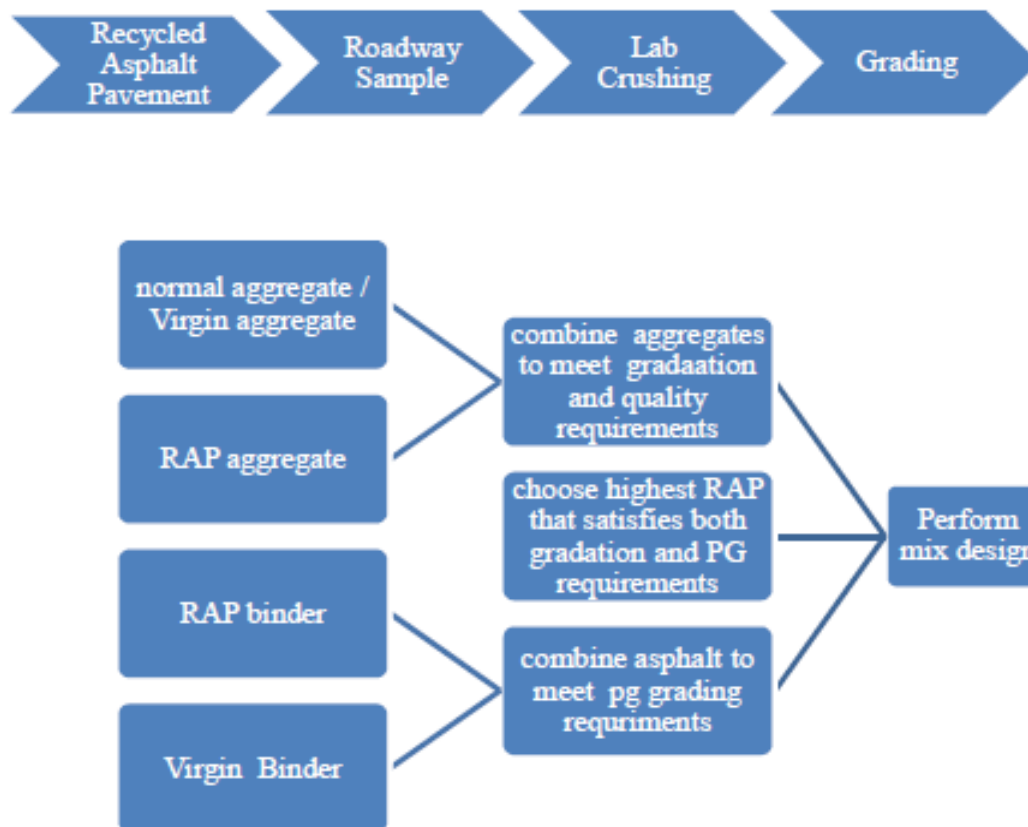 Recycled
Asphalt
Pavement
Roadway
Sample
Lab
Crushing
Grading
normal aggregate /
Virgin aggregate
RAP aggregate
RAP binder
Virgin Binder
combine aggregates
to meet gradaation
and quality
requirements
choose highest RAP
that satisfies both
gradation and PG
requirements
combine asphalt to
meet pg grading
requriments
Perform
mix design